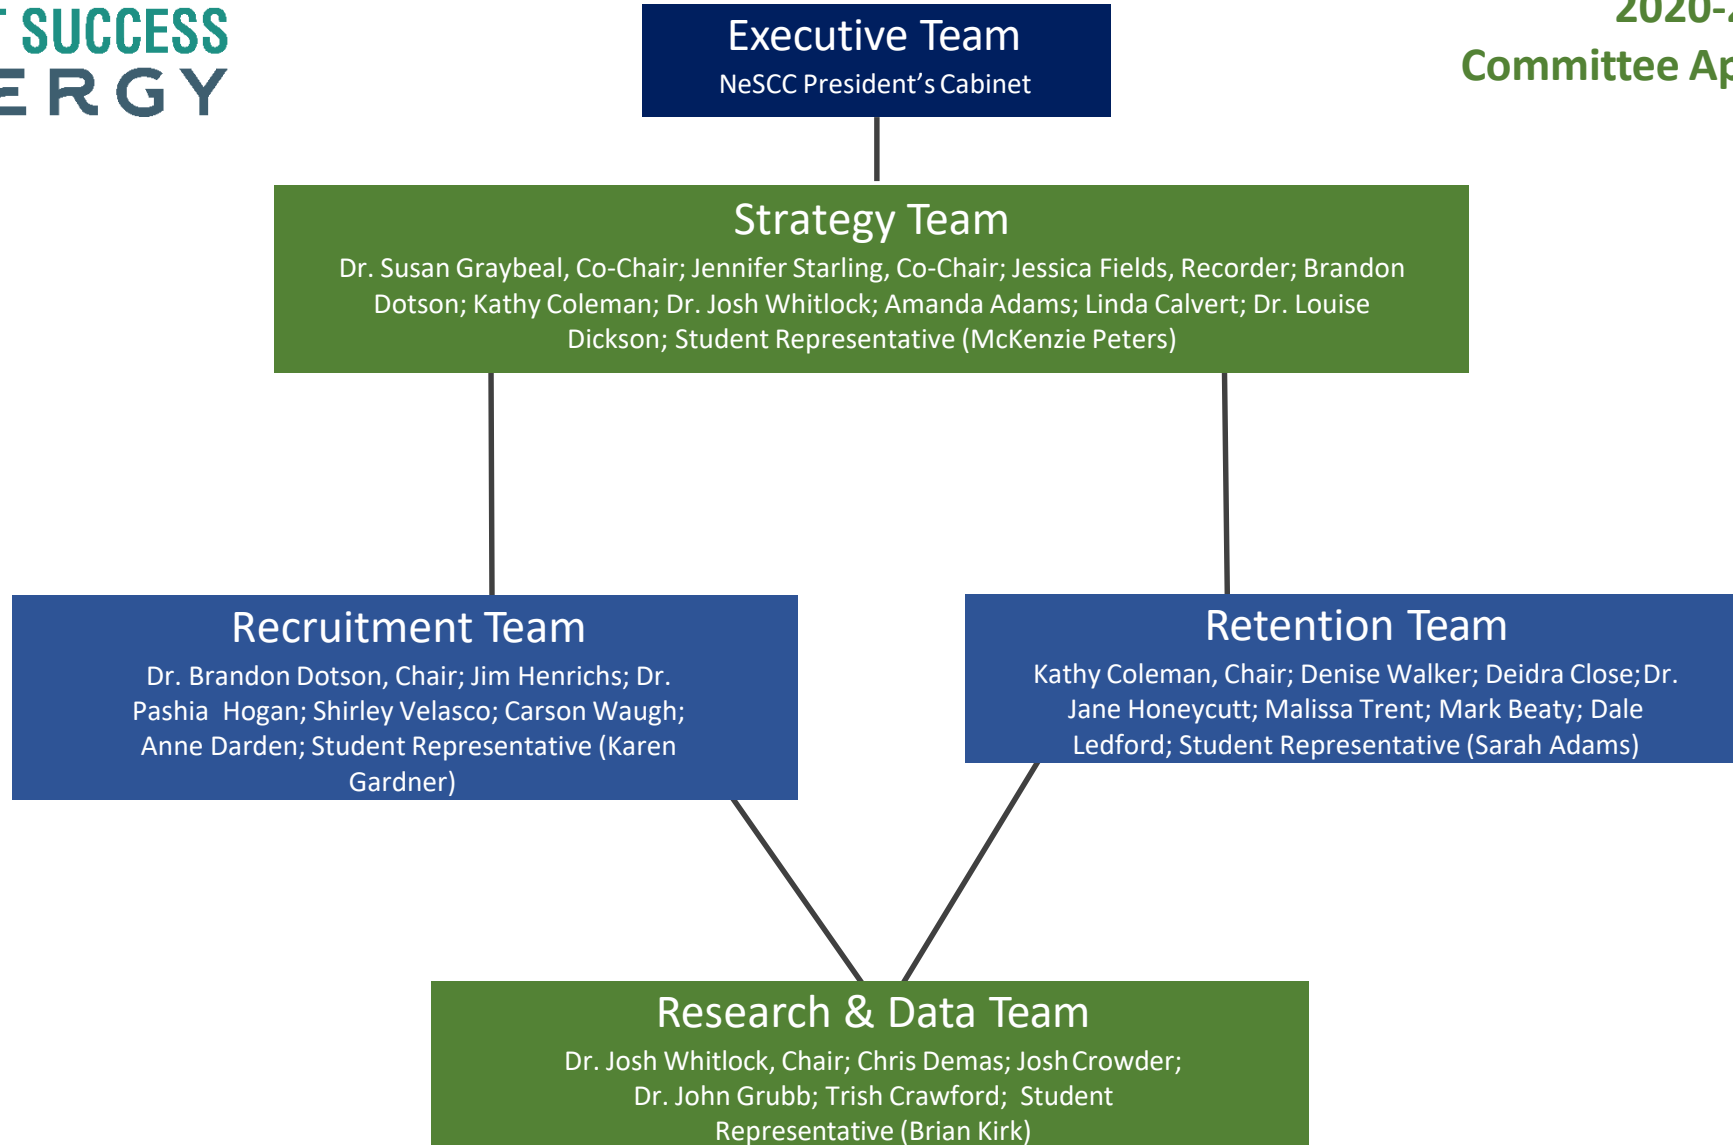 T SUCCESS
ERGY
2020-2
Committee Ap
Executive Team
NeSCC President's Cabinet
Strategy Team
Dr. Susan Graybeal, Co-Chair; Jennifer Starling, Co-Chair; Jessica Fields, Recorder; Brandon
Dotson; Kathy Coleman; Dr. Josh Whitlock; Amanda Adams; Linda Calvert; Dr. Louise
Dickson; Student Representative (McKenzie Peters)
Recruitment Team
Dr. Brandon Dotson, Chair; Jim Henrichs; Dr.
Pashia Hogan; Shirley Velasco; Carson Waugh;
Anne Darden; Student Representative (Karen
Gardner)
Retention Team
Kathy Coleman, Chair; Denise Walker; Deidra Close; Dr.
Jane Honeycutt; Malissa Trent; Mark Beaty; Dale
Ledford; Student Representative (Sarah Adams)
Research & Data Team
Dr. Josh Whitlock, Chair; Chris Demas; Josh Crowder;
Dr. John Grubb; Trish Crawford; Student
Representative (Brian Kirk)